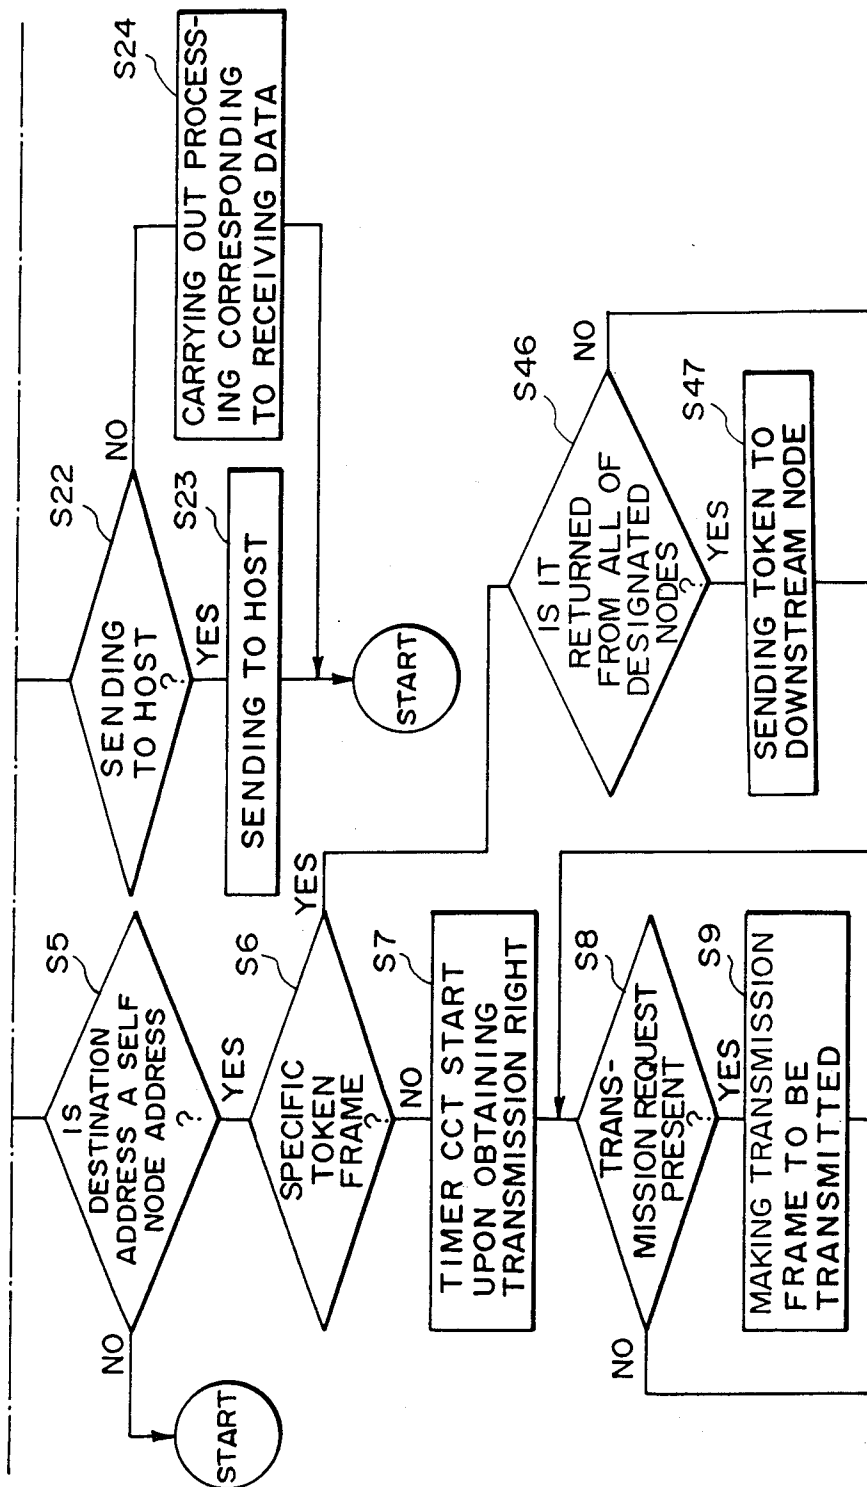 S5
IS
DESTINATION
ADDRESS A SELF
NODE ADDRESS
?
NO
START
YES
S6
SPECIFIC
TOKEN
FRAME
?
YES
NO
S7
TIMER CCT START
UPON OBTAINING
TRANSMISSION RIGHT
S8
TRANS-
MISSION REQUEST
PRESENT
?
NO
YES
S9
MAKING TRANSMISSION
FRAME TO BE
TRANSMITTED
S22
SENDING
TO HOST
?
NO
YES
S23
SENDING TO HOST
START
S24
CARRYING OUT PROCESS-
ING CORRESPONDING
TO RECEIVING DATA
S46
IS IT
RETURNED
FROM ALL OF
DESIGNATED
NODES
?
NO
YES
S47
SENDING TOKEN TO
DOWNSTREAM NODE